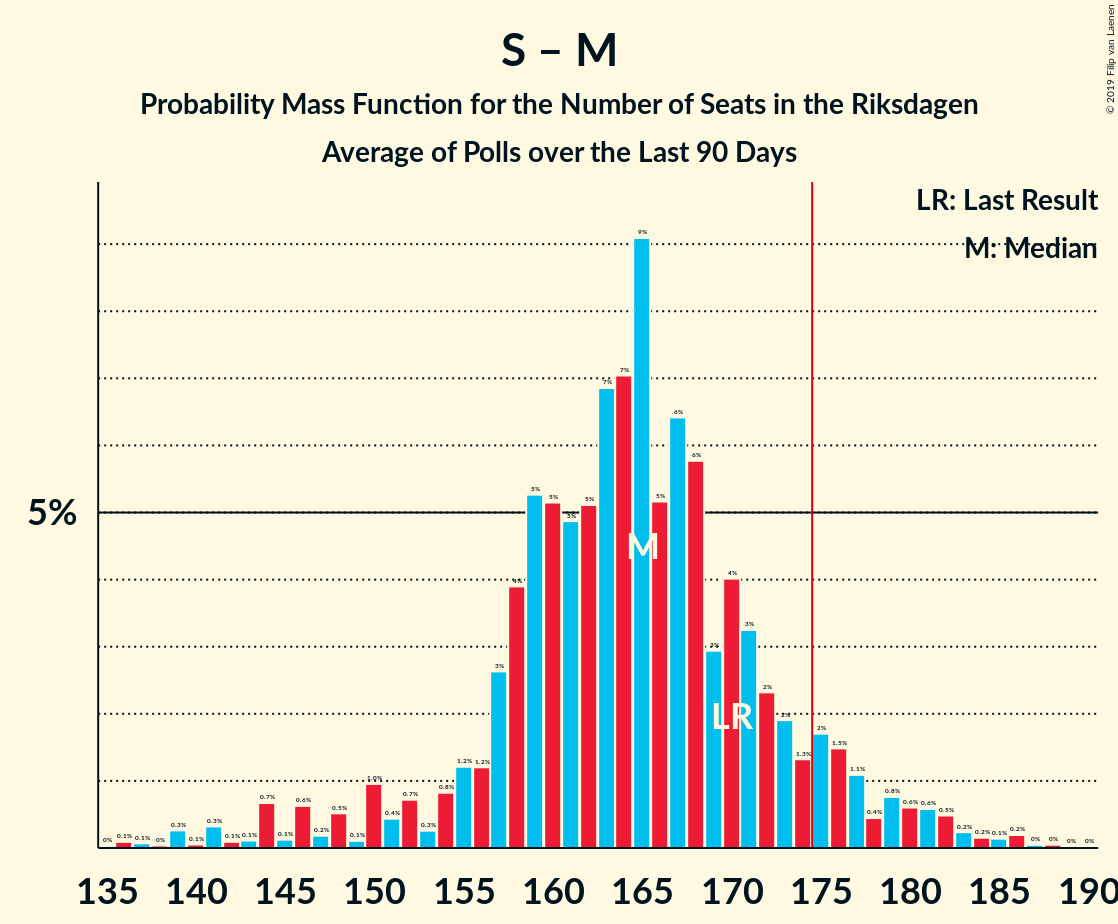 S – M
Probability Mass Function for the Number of Seats in the Riksdagen
Average of Polls over the Last 90 Days
© 2019 Filip van Laenen
LR: Last Result
M: Median
5%
0% 0.1% 0.1% 0% 0.3% 0.1% 0.3% 0.1% 0.1% 0.7% 0.1% 0.6% 0.2% 0.5% 0.1% 1.0% 0.4% 0.7% 0.3% 0.8% 1.2% 1.2% 3% 4% 5% 5% 5% 5% 7% 7% 9% 5% 6% 6% 3% 4% 3% 2% 2% 1.3% 2% 1.5% 1.1% 0.4% 0.8% 0.6% 0.6% 0.5% 0.2% 0.2% 0.1% 0.2% 0% 0% 0% 0%
M
LR
135 140 145 150 155 160 165 170 175 180 185 190